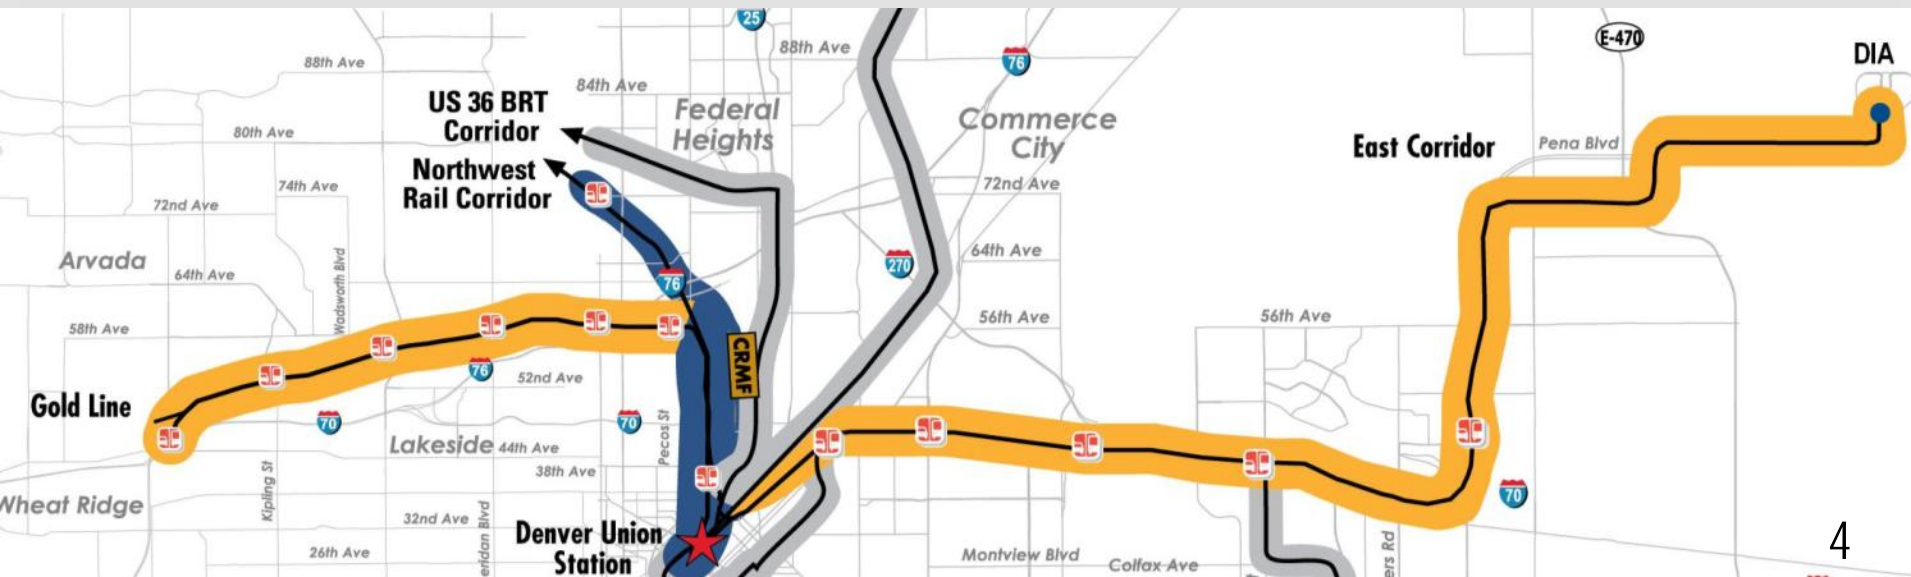 25
88th Ave
E-470
DIA
88th Ave
76
84th Ave
US 36 BRT
Corridor
Federal
Heights
Commerce
City
80th Ave
East Corridor
Pena Blvd
Northwest
Rail Corridor
74th Ave
72nd Ave
72nd Ave
Arvada
64th Ave
Wadsworth Blvd
76
270
64th Ave
58th Ave
56th Ave
56th Ave
CRMF
76
52nd Ave
Gold Line
70
70
Pecos St
Lakeside
44th Ave
38th Ave
Kipling St
70
Wheat Ridge
32nd Ave
eridan Blvd
Denver Union
Station
26th Ave
Montview Blvd
Colfax Ave
ers Rd
4